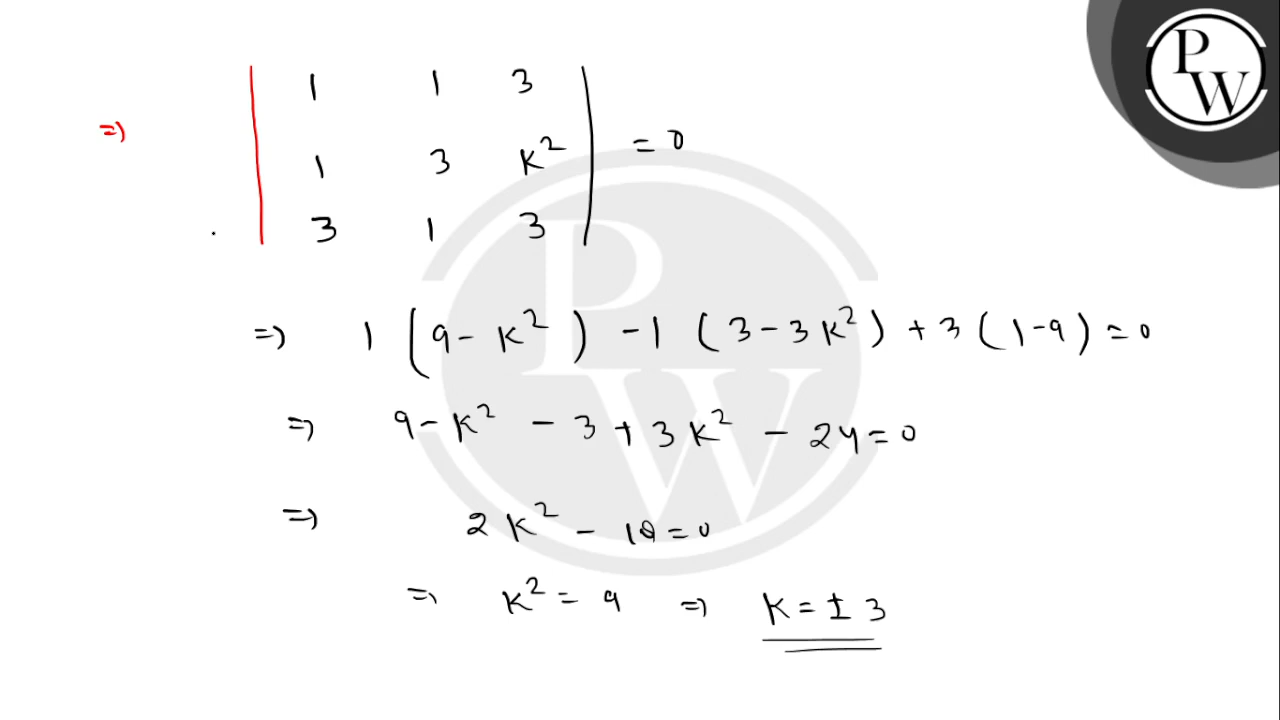 PW
=> | 1 1 3 |
| 1 3 K² | = 0
| 3 1 3 |
=> 1 (9 - K²) - 1 (3 - 3K²) + 3 (1 - 9) = 0
=> 9 - K² - 3 + 3K² - 24 = 0
=> 2K² - 18 = 0
=> K² = 9 => K = ± 3
PW